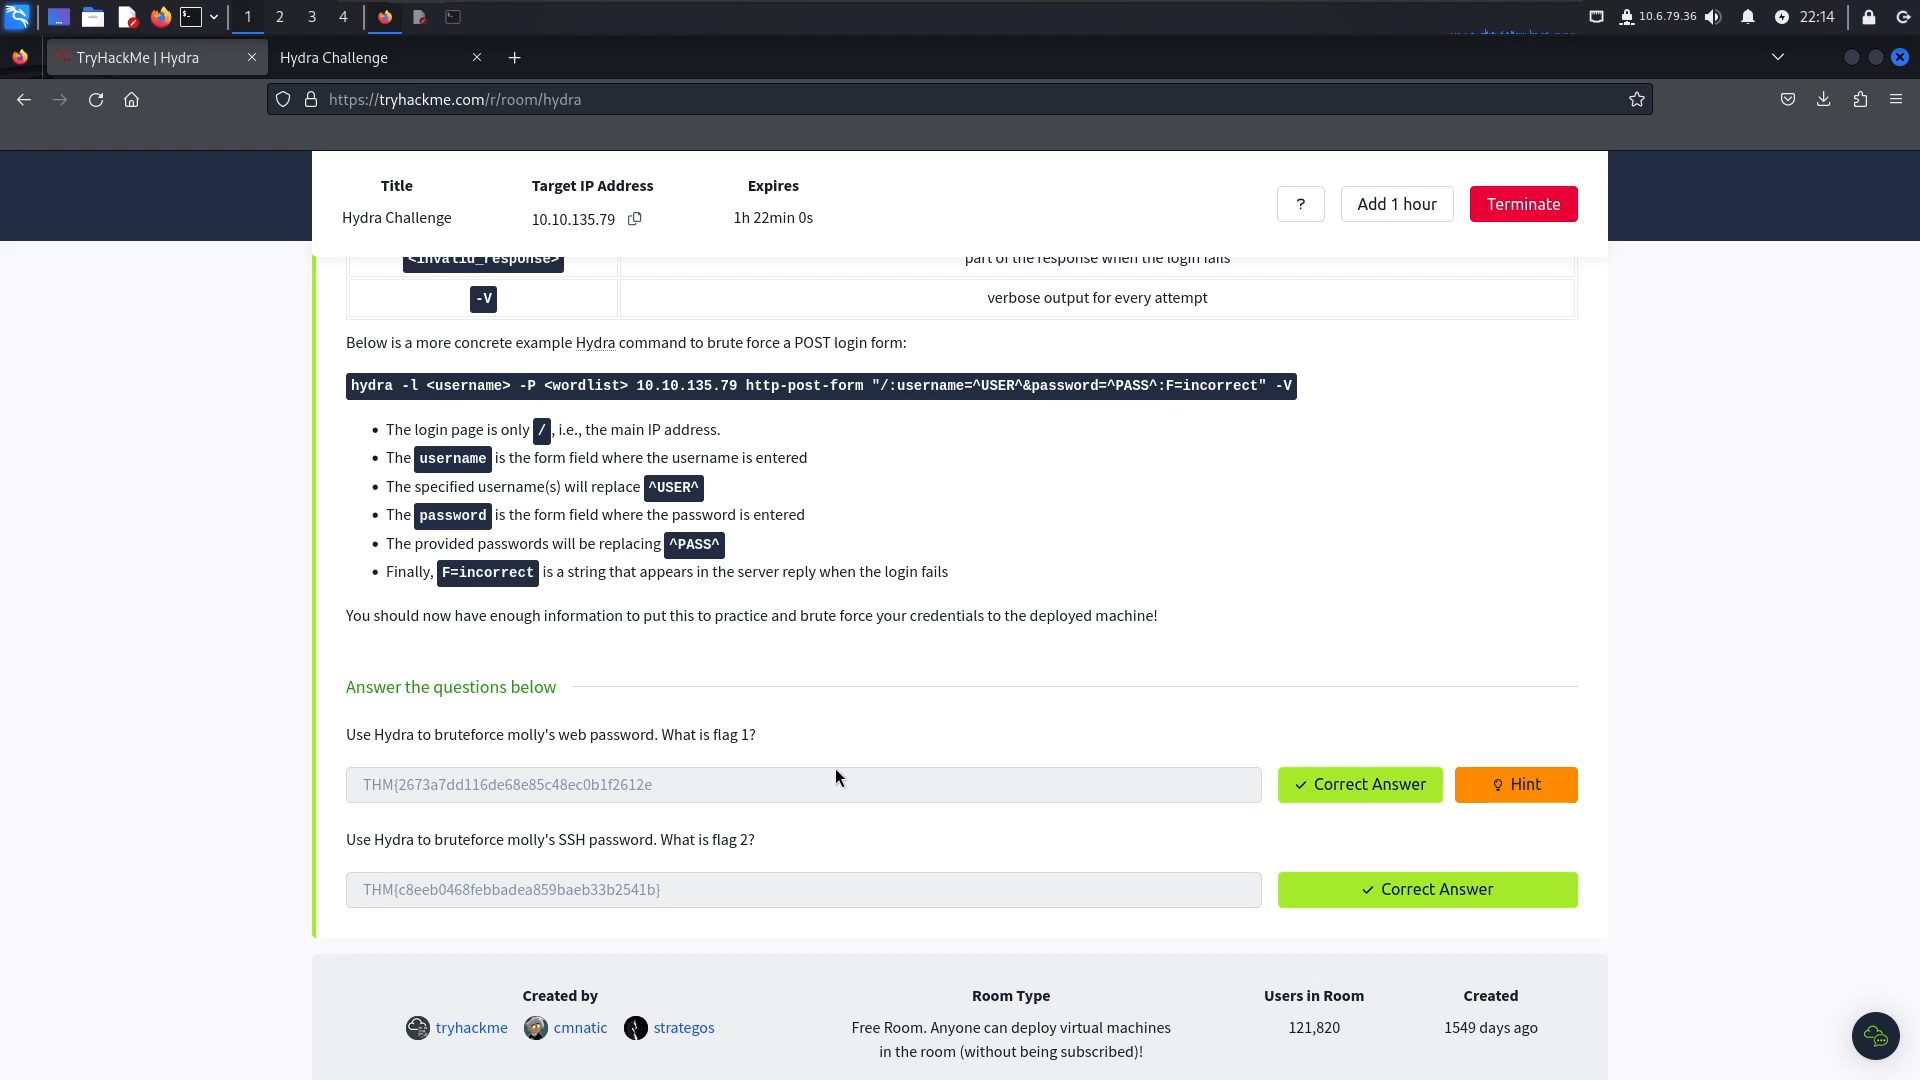 1 2 3 4
10.6.79.36
22:14
TryHackMe | Hydra
Hydra Challenge
https://tryhackme.com/r/room/hydra
Title
Target IP Address
Expires
Hydra Challenge
10.10.135.79
1h 22min 0s
?
Add 1 hour
Terminate
<invalid_response>
part of the response when the login fails
-V
verbose output for every attempt
Below is a more concrete example Hydra command to brute force a POST login form:
hydra -l <username> -P <wordlist> 10.10.135.79 http-post-form "/:username=^USER^&password=^PASS^:F=incorrect" -V
• The login page is only /, i.e., the main IP address.
• The username is the form field where the username is entered
• The specified username(s) will replace ^USER^
• The password is the form field where the password is entered
• The provided passwords will be replacing ^PASS^
• Finally, F=incorrect is a string that appears in the server reply when the login fails
You should now have enough information to put this to practice and brute force your credentials to the deployed machine!
Answer the questions below
Use Hydra to bruteforce molly's web password. What is flag 1?
THM{2673a7dd116de68e85c48ec0b1f2612e
Correct Answer
Hint
Use Hydra to bruteforce molly's SSH password. What is flag 2?
THM{c8eeb0468febbadea859baeb33b2541b}
Correct Answer
Created by
tryhackme
cmnatic
strategos
Room Type
Free Room. Anyone can deploy virtual machines
in the room (without being subscribed)!
Users in Room
121,820
Created
1549 days ago